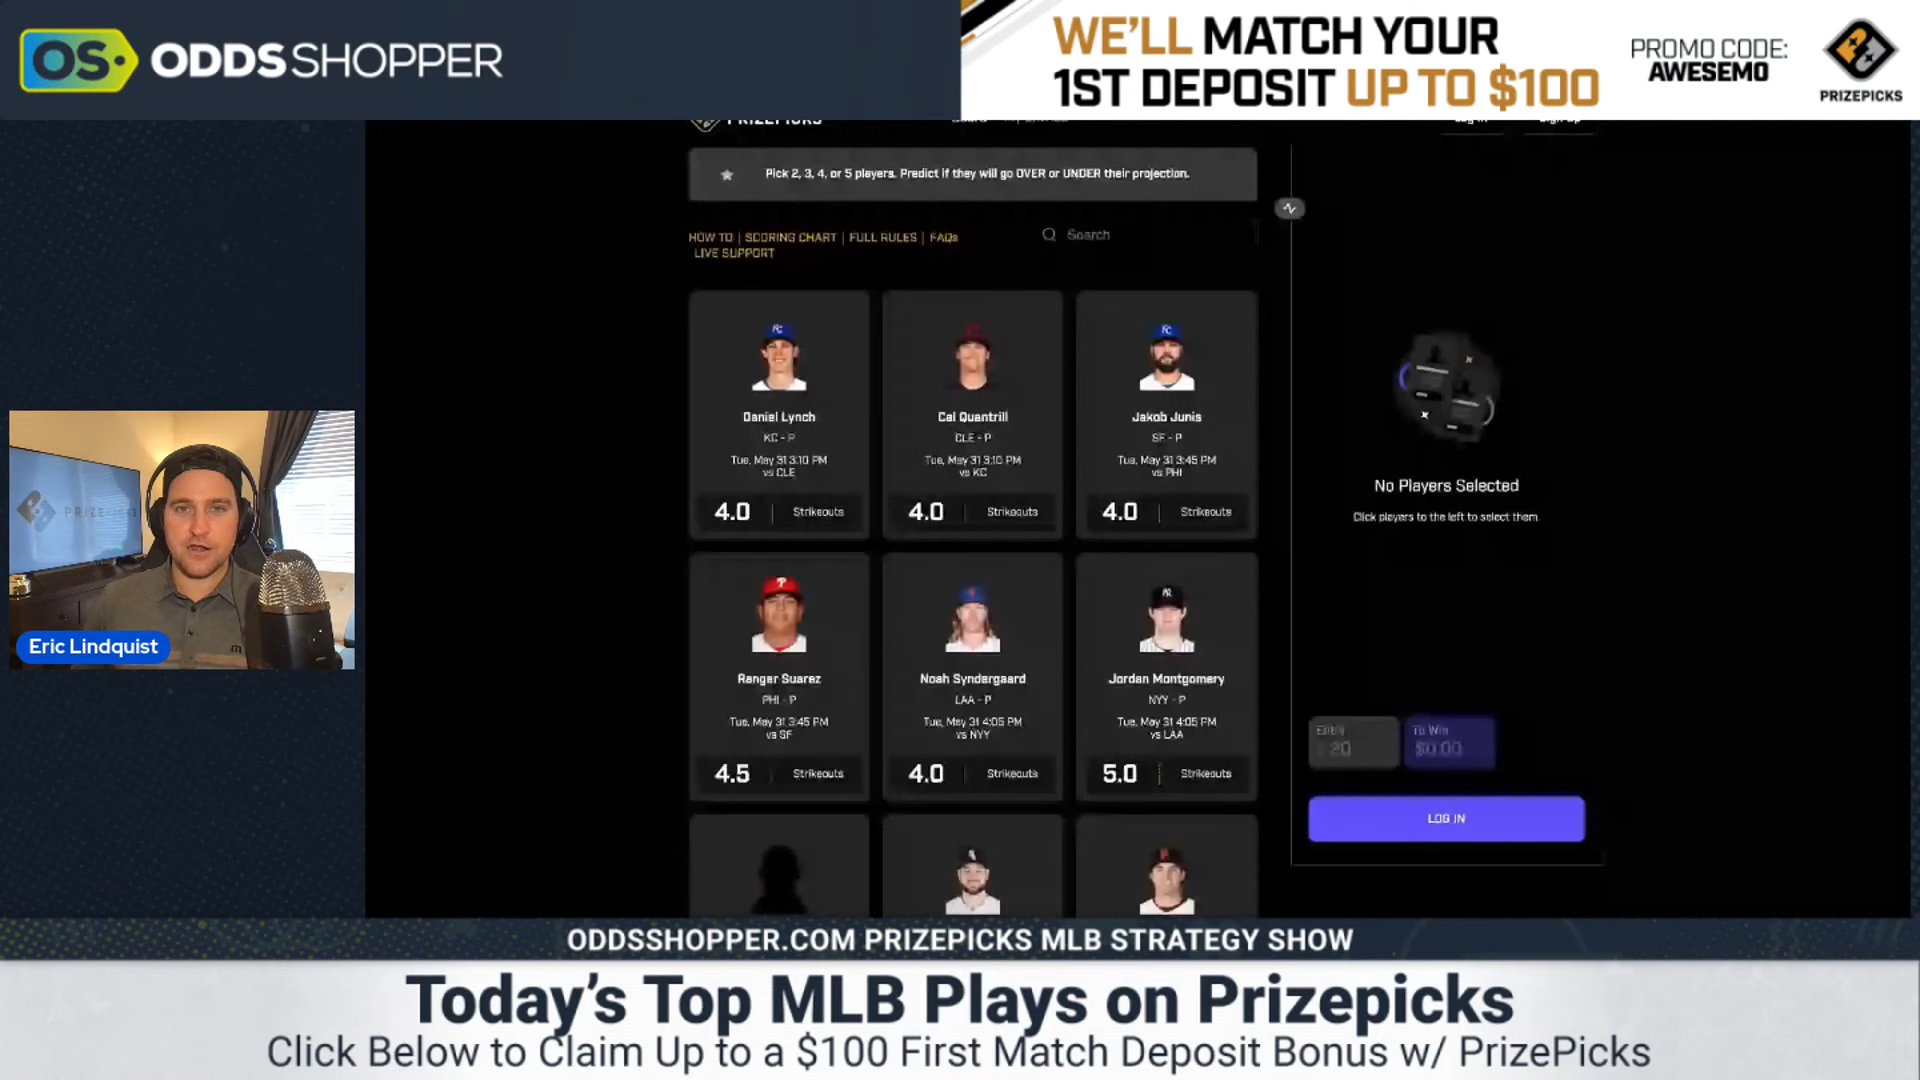 OS. ODDSSHOPPER
WE'LL MATCH YOUR
1ST DEPOSIT UP TO $100
PROMO CODE:
AWESEMO
PRIZEPICKS
PRIZEPICKS
Pick 2, 3, 4, or 5 players. Predict if they will go OVER or UNDER their projection.
HOW TO | SCORING CHART | FULL RULES | FAQs
LIVE SUPPORT
Search
Daniel Lynch
KC - P
Tue, May 31 3:10 PM
vs CLE
4.0 Strikeouts
Cal Quantrill
CLE - P
Tue, May 31 3:10 PM
vs KC
4.0 Strikeouts
Jakob Junis
SF - P
Tue, May 31 3:45 PM
vs PHI
4.0 Strikeouts
Ranger Suarez
PHI - P
Tue, May 31 3:45 PM
vs SF
4.5 Strikeouts
Noah Syndergaard
LAA - P
Tue, May 31 4:05 PM
vs NYY
4.0 Strikeouts
Jordan Montgomery
NYY - P
Tue, May 31 4:05 PM
vs LAA
5.0 Strikeouts
No Players Selected
Click players to the left to select them.
Entry
20
To Win
$0.00
LOG IN
PRIZEPICKS
Eric Lindquist
ODDSSHOPPER.COM PRIZEPICKS MLB STRATEGY SHOW
Today's Top MLB Plays on Prizepicks
Click Below to Claim Up to a $100 First Match Deposit Bonus w/ PrizePicks